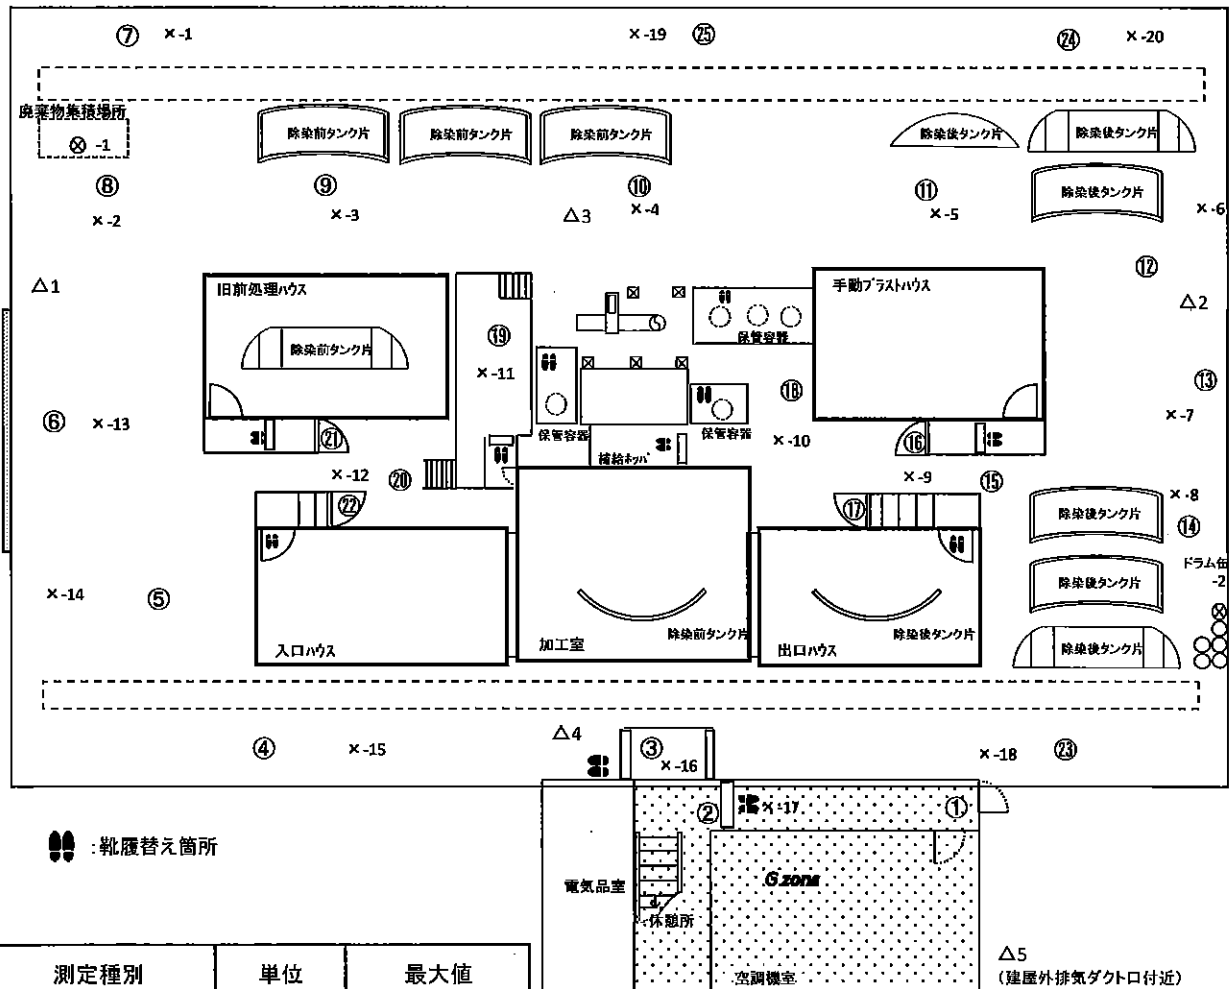 ⑦ ×-1 ×-19 ㉕ ㉔ ×-20
廃棄物集積場所
⊗ -1
除染前タンク片 除染前タンク片 除染前タンク片 除染後タンク片 除染後タンク片
⑧ ⑨ ⑩ ⑪ 除染後タンク片
×-2 ×-3 △3 ×-4 ×-5 ×-6
⑫
△1 旧前処理ハウス 手動ブラストハウス △2
除染前タンク片 ⑲ 保管容器
×-11 ⑱ ⑬
⑥ ×-13 保管容器 保管容器 ×-7
㉑ 補給ホッパ ×-10 ⑯
×-12 ⑳ ×-9 ⑮
㉒ ⑰ 除染後タンク片 ×-8
⑭
ドラム缶
-2
×-14 ⑤ 除染後タンク片
入口ハウス 加工室 除染前タンク片 出口ハウス 除染後タンク片 除染後タンク片
④ ×-15 △4 ③ ×-16 ×-18 ㉓
② ×-17 ①
:靴履替え箇所
電気品室 G zone
休憩所
空調機室
△5
(建屋外排気ダクト口付近)
測定種別 単位 最大値